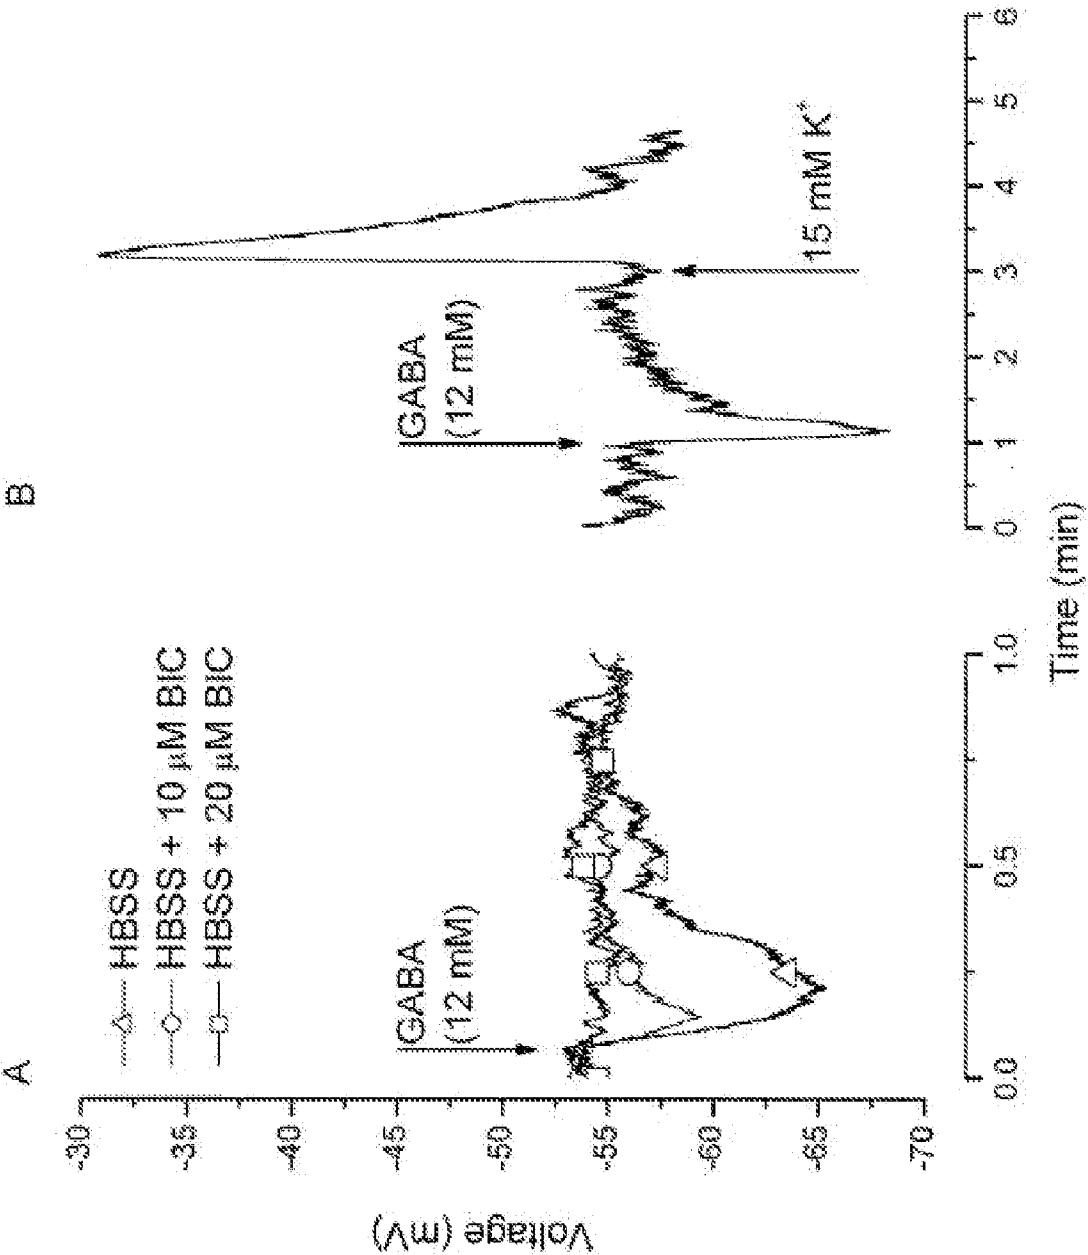 A
HBSS
HBSS + 10 μM BIC
HBSS + 20 μM BIC
GABA
(12 mM)
Voltage (mV)
-30
-35
-40
-45
-50
-55
-60
-65
-70
0.0
0.5
1.0
B
GABA
(12 mM)
15 mM K⁺
0
1
2
3
4
5
6
Time (min)